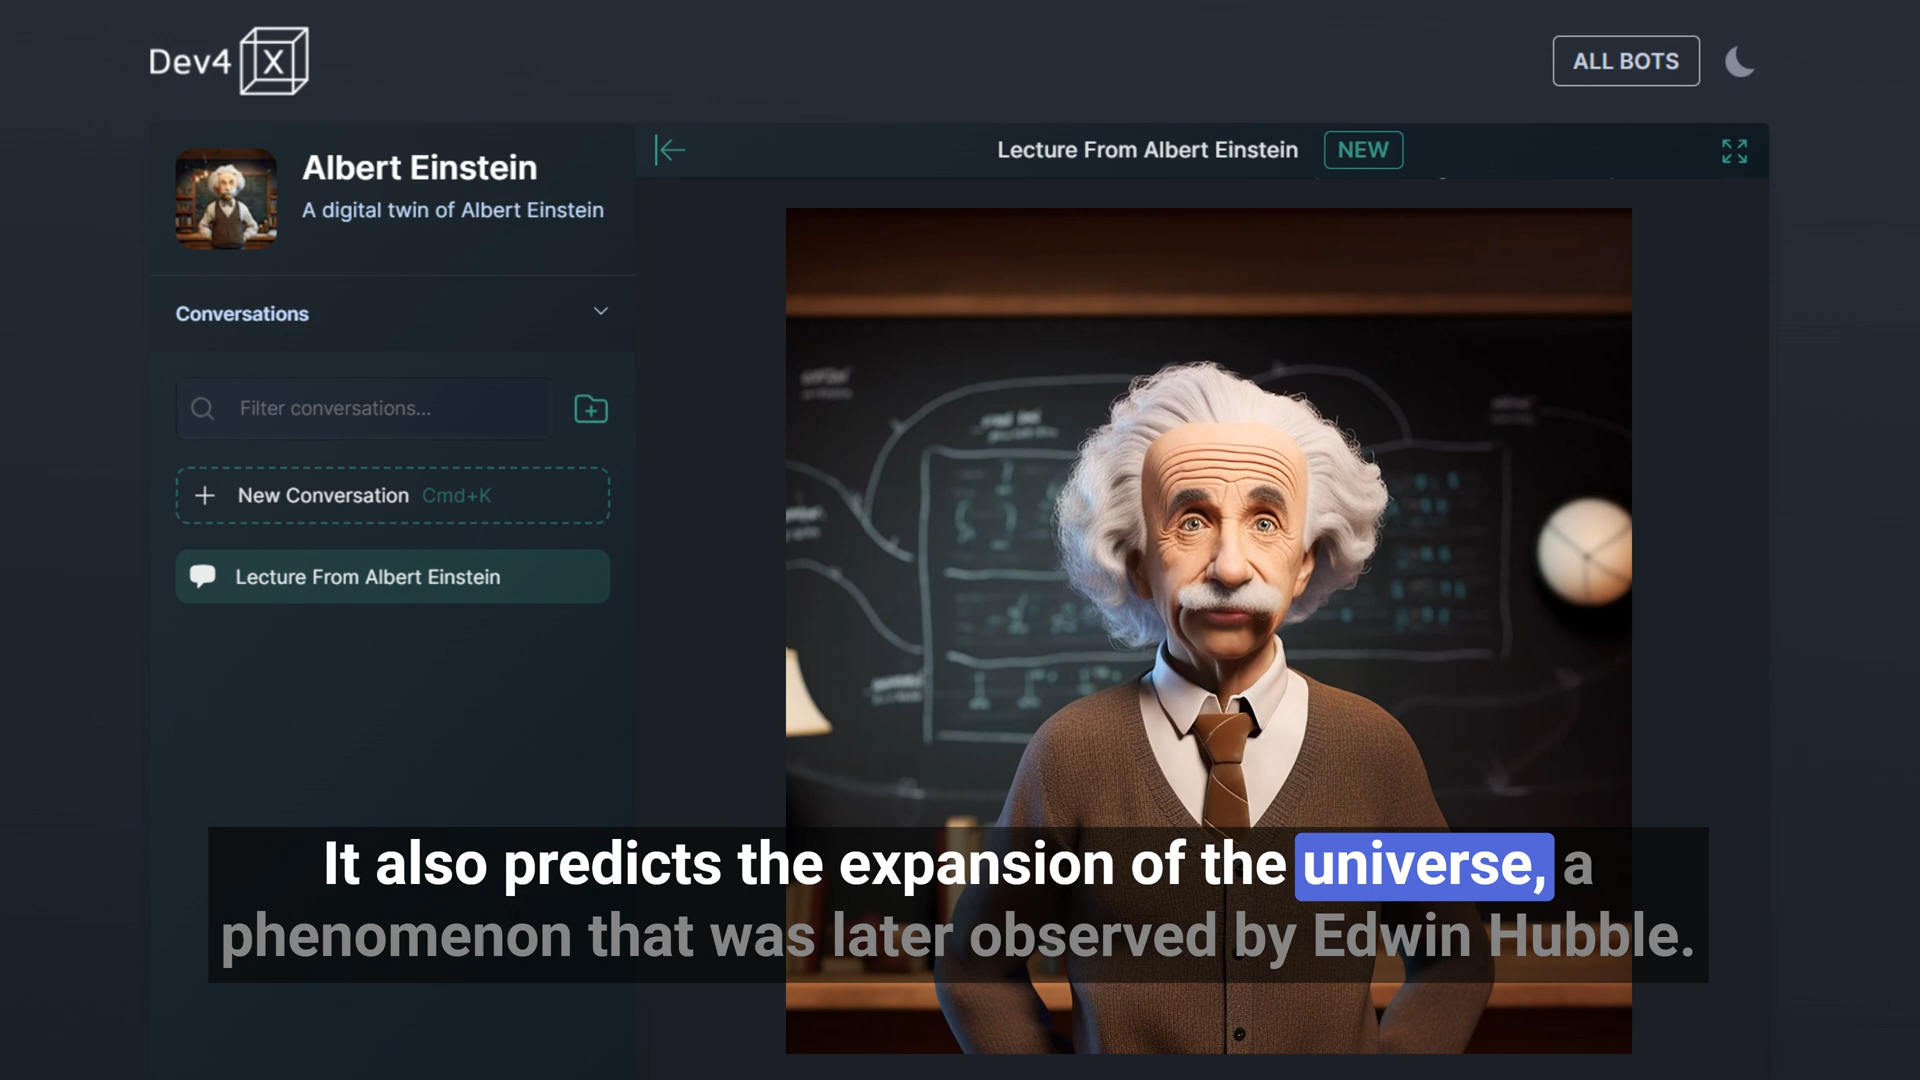 Dev4 X
ALL BOTS
Albert Einstein
A digital twin of Albert Einstein
Lecture From Albert Einstein
NEW
Conversations
Filter conversations...
New Conversation Cmd+K
Lecture From Albert Einstein
It also predicts the expansion of the universe, a
phenomenon that was later observed by Edwin Hubble.